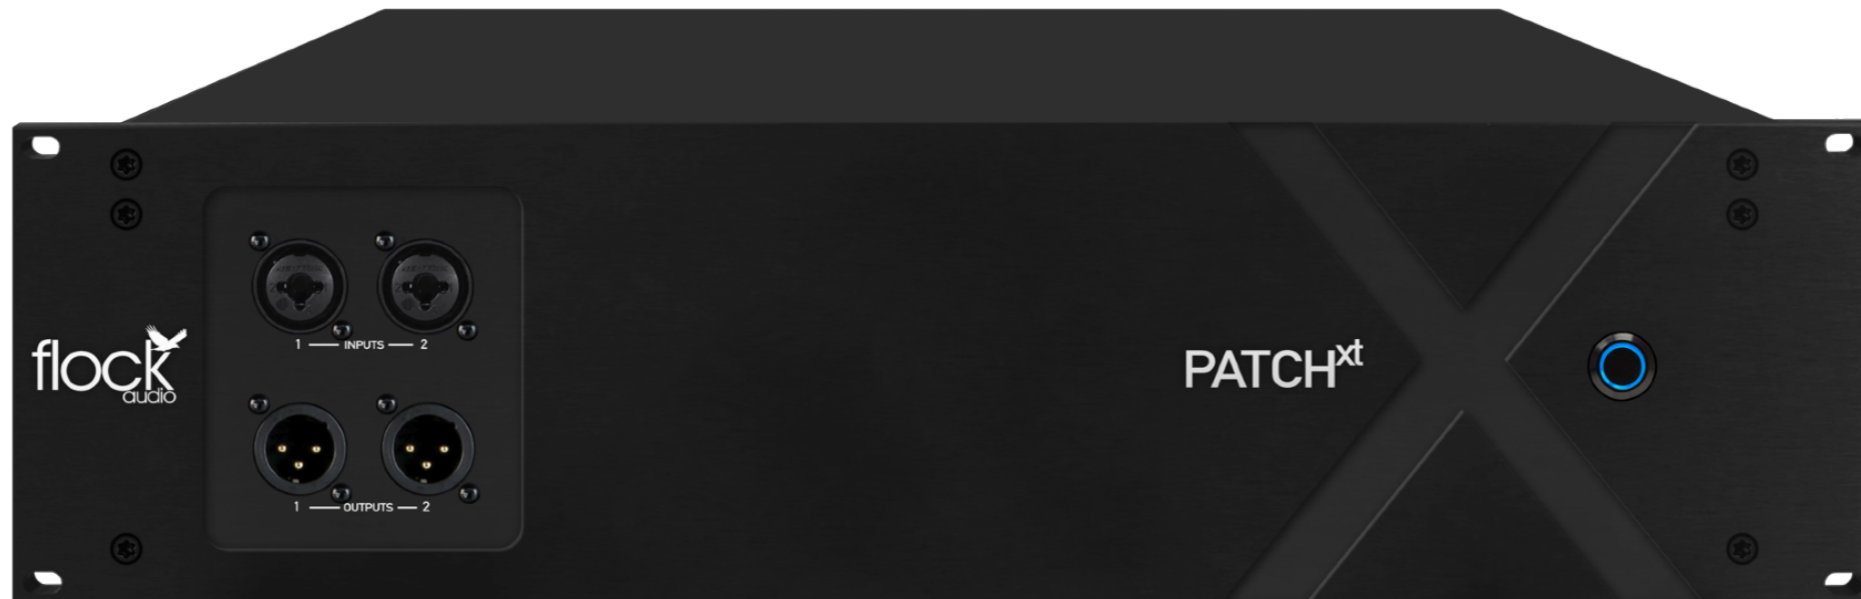 flock
audio
1 INPUTS 2
1 OUTPUTS 2
PATCHxt